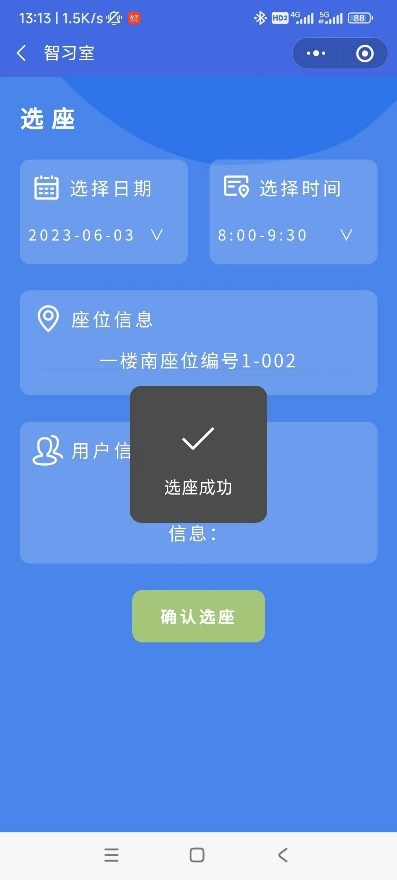 13:13 | 1.5K/s
HD2 4G 5G 88
智习室
选座
选择日期
选择时间
2023-06-03
8:00-9:30
座位信息
一楼南座位编号1-002
用户信
选座成功
信息：
确认选座